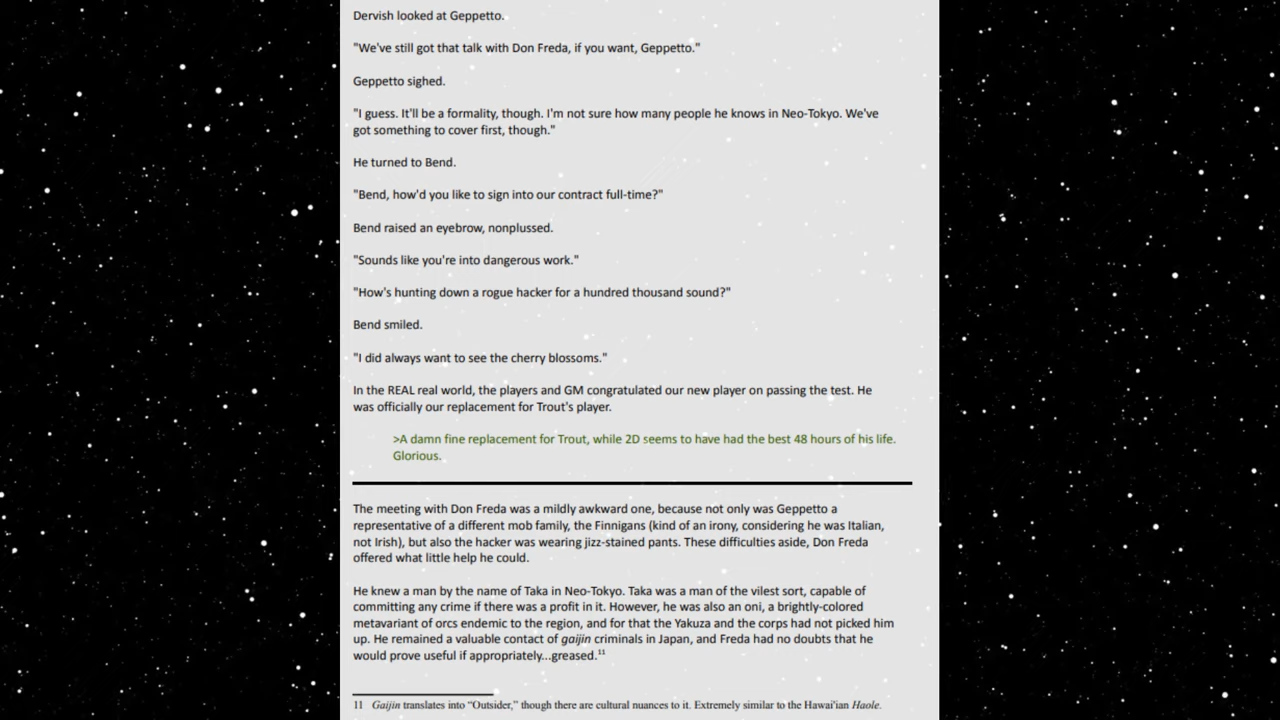 Dervish looked at Geppetto.
"We've still got that talk with Don Freda, if you want, Geppetto."
Geppetto sighed.
"I guess. It'll be a formality, though. I'm not sure how many people he knows in Neo-Tokyo. We've
got something to cover first, though."
He turned to Bend.
"Bend, how'd you like to sign into our contract full-time?"
Bend raised an eyebrow, nonplussed.
"Sounds like you're into dangerous work."
"How's hunting down a rogue hacker for a hundred thousand sound?"
Bend smiled.
"I did always want to see the cherry blossoms."
In the REAL real world, the players and GM congratulated our new player on passing the test. He
was officially our replacement for Trout's player.
>A damn fine replacement for Trout, while 2D seems to have had the best 48 hours of his life.
Glorious.
The meeting with Don Freda was a mildly awkward one, because not only was Geppetto a
representative of a different mob family, the Finnigans (kind of an irony, considering he was Italian,
not Irish), but also the hacker was wearing jizz-stained pants. These difficulties aside, Don Freda
offered what little help he could.
He knew a man by the name of Taka in Neo-Tokyo. Taka was a man of the vilest sort, capable of
committing any crime if there was a profit in it. However, he was also an oni, a brightly-colored
metavariant of orcs endemic to the region, and for that the Yakuza and the corps had not picked him
up. He remained a valuable contact of gaijin criminals in Japan, and Freda had no doubts that he
would prove useful if appropriately...greased.11
11 Gaijin translates into “Outsider,” though there are cultural nuances to it. Extremely similar to the Hawai'ian Haole.